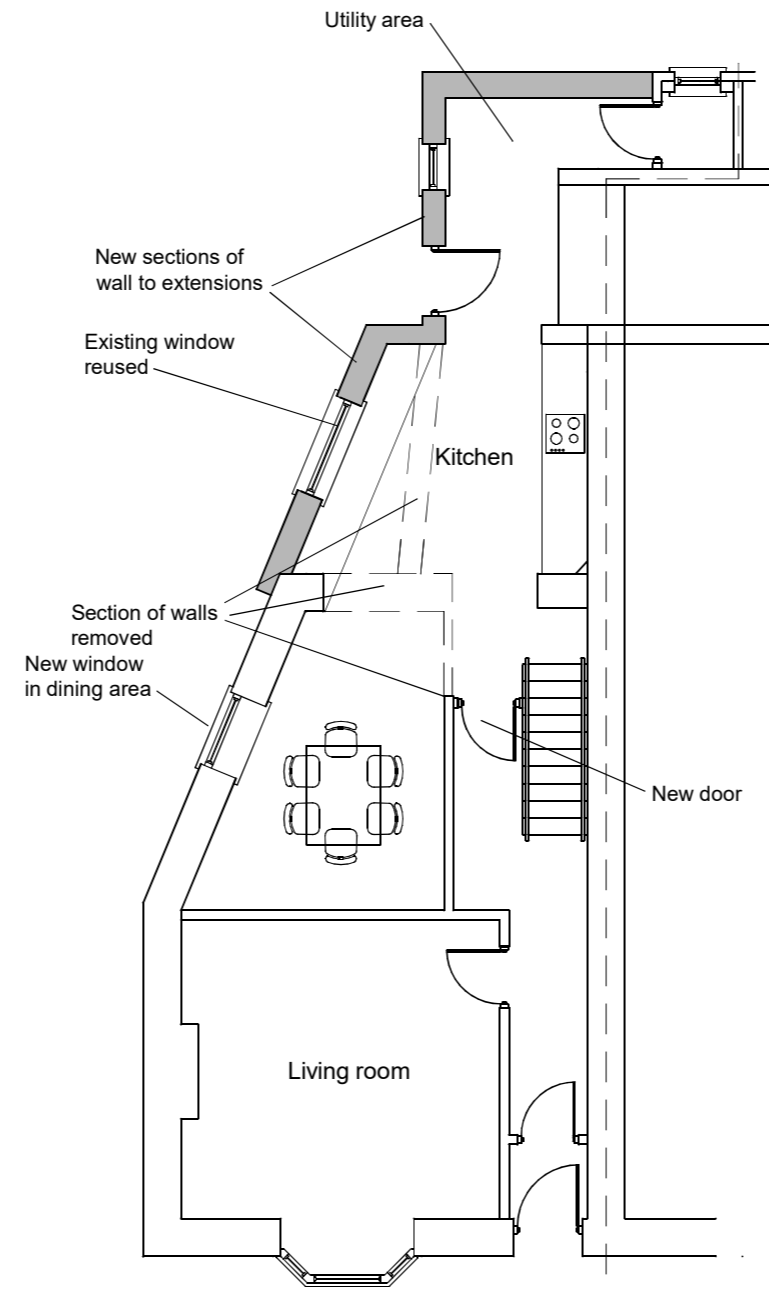 Utility area
New sections of
wall to extensions
Existing window
reused
Kitchen
Section of walls
removed
New window
in dining area
New door
Living room